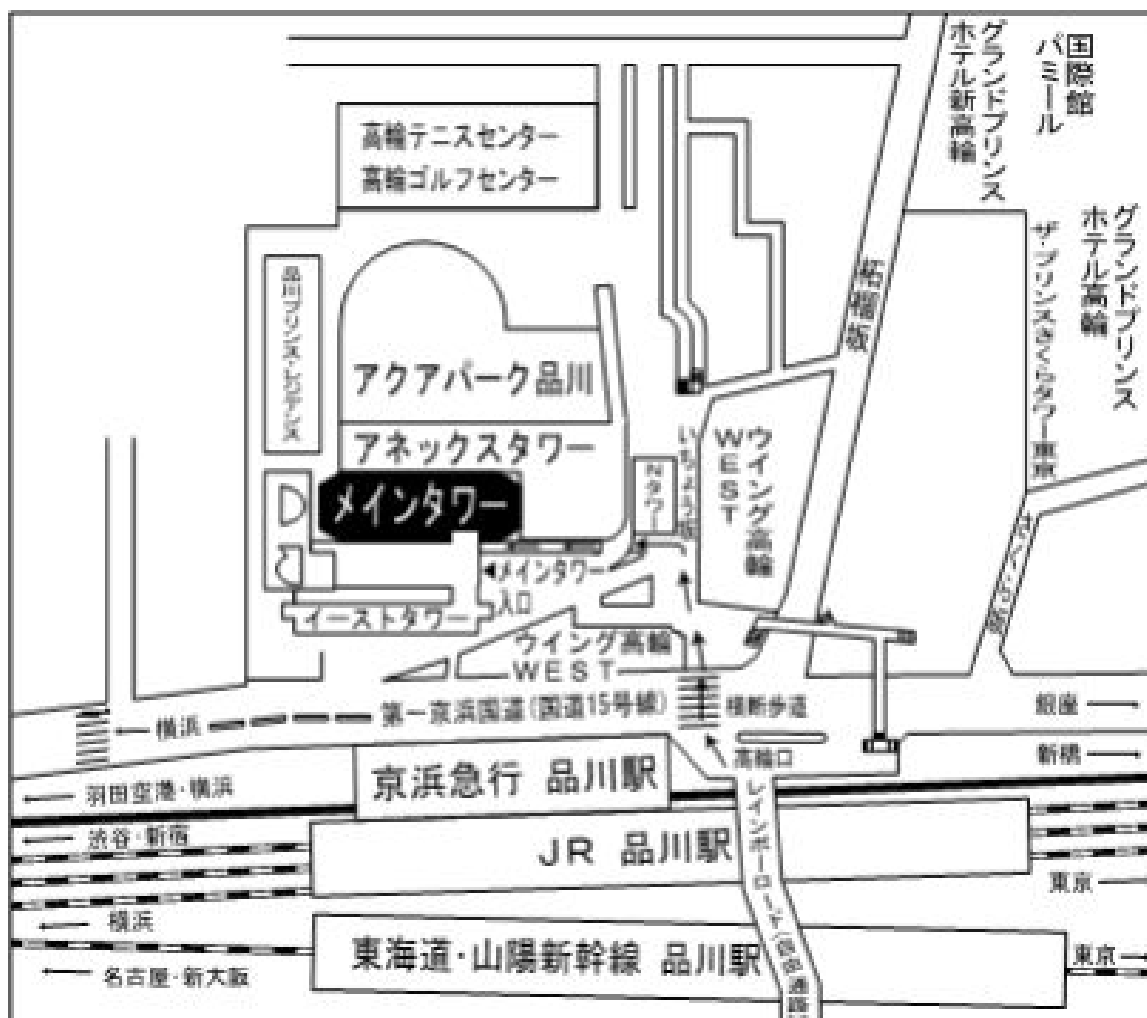 国際館
パミール
グランドプリンス
ホテル新高輪
グランドプリンス
ホテル高輪
ザ・プリンスさくらタワー東京
高輪テニスセンター
高輪ゴルフセンター
柘榴坂
品川プリンス・レジデンス
アクアパーク品川
アネックスタワー
メインタワー
Nタワー
いちょう坂
ウイング高輪
WEST
さくら坂
メインタワー
入口
イーストタワー
ウイング高輪
WEST
横浜
第一京浜国道(国道15号線)
横断歩道
銀座
高輪口
新橋
京浜急行 品川駅
羽田空港・横浜
渋谷・新宿
JR 品川駅
レインボーロード
東京
横浜
東海道・山陽新幹線 品川駅
東京
名古屋・新大阪